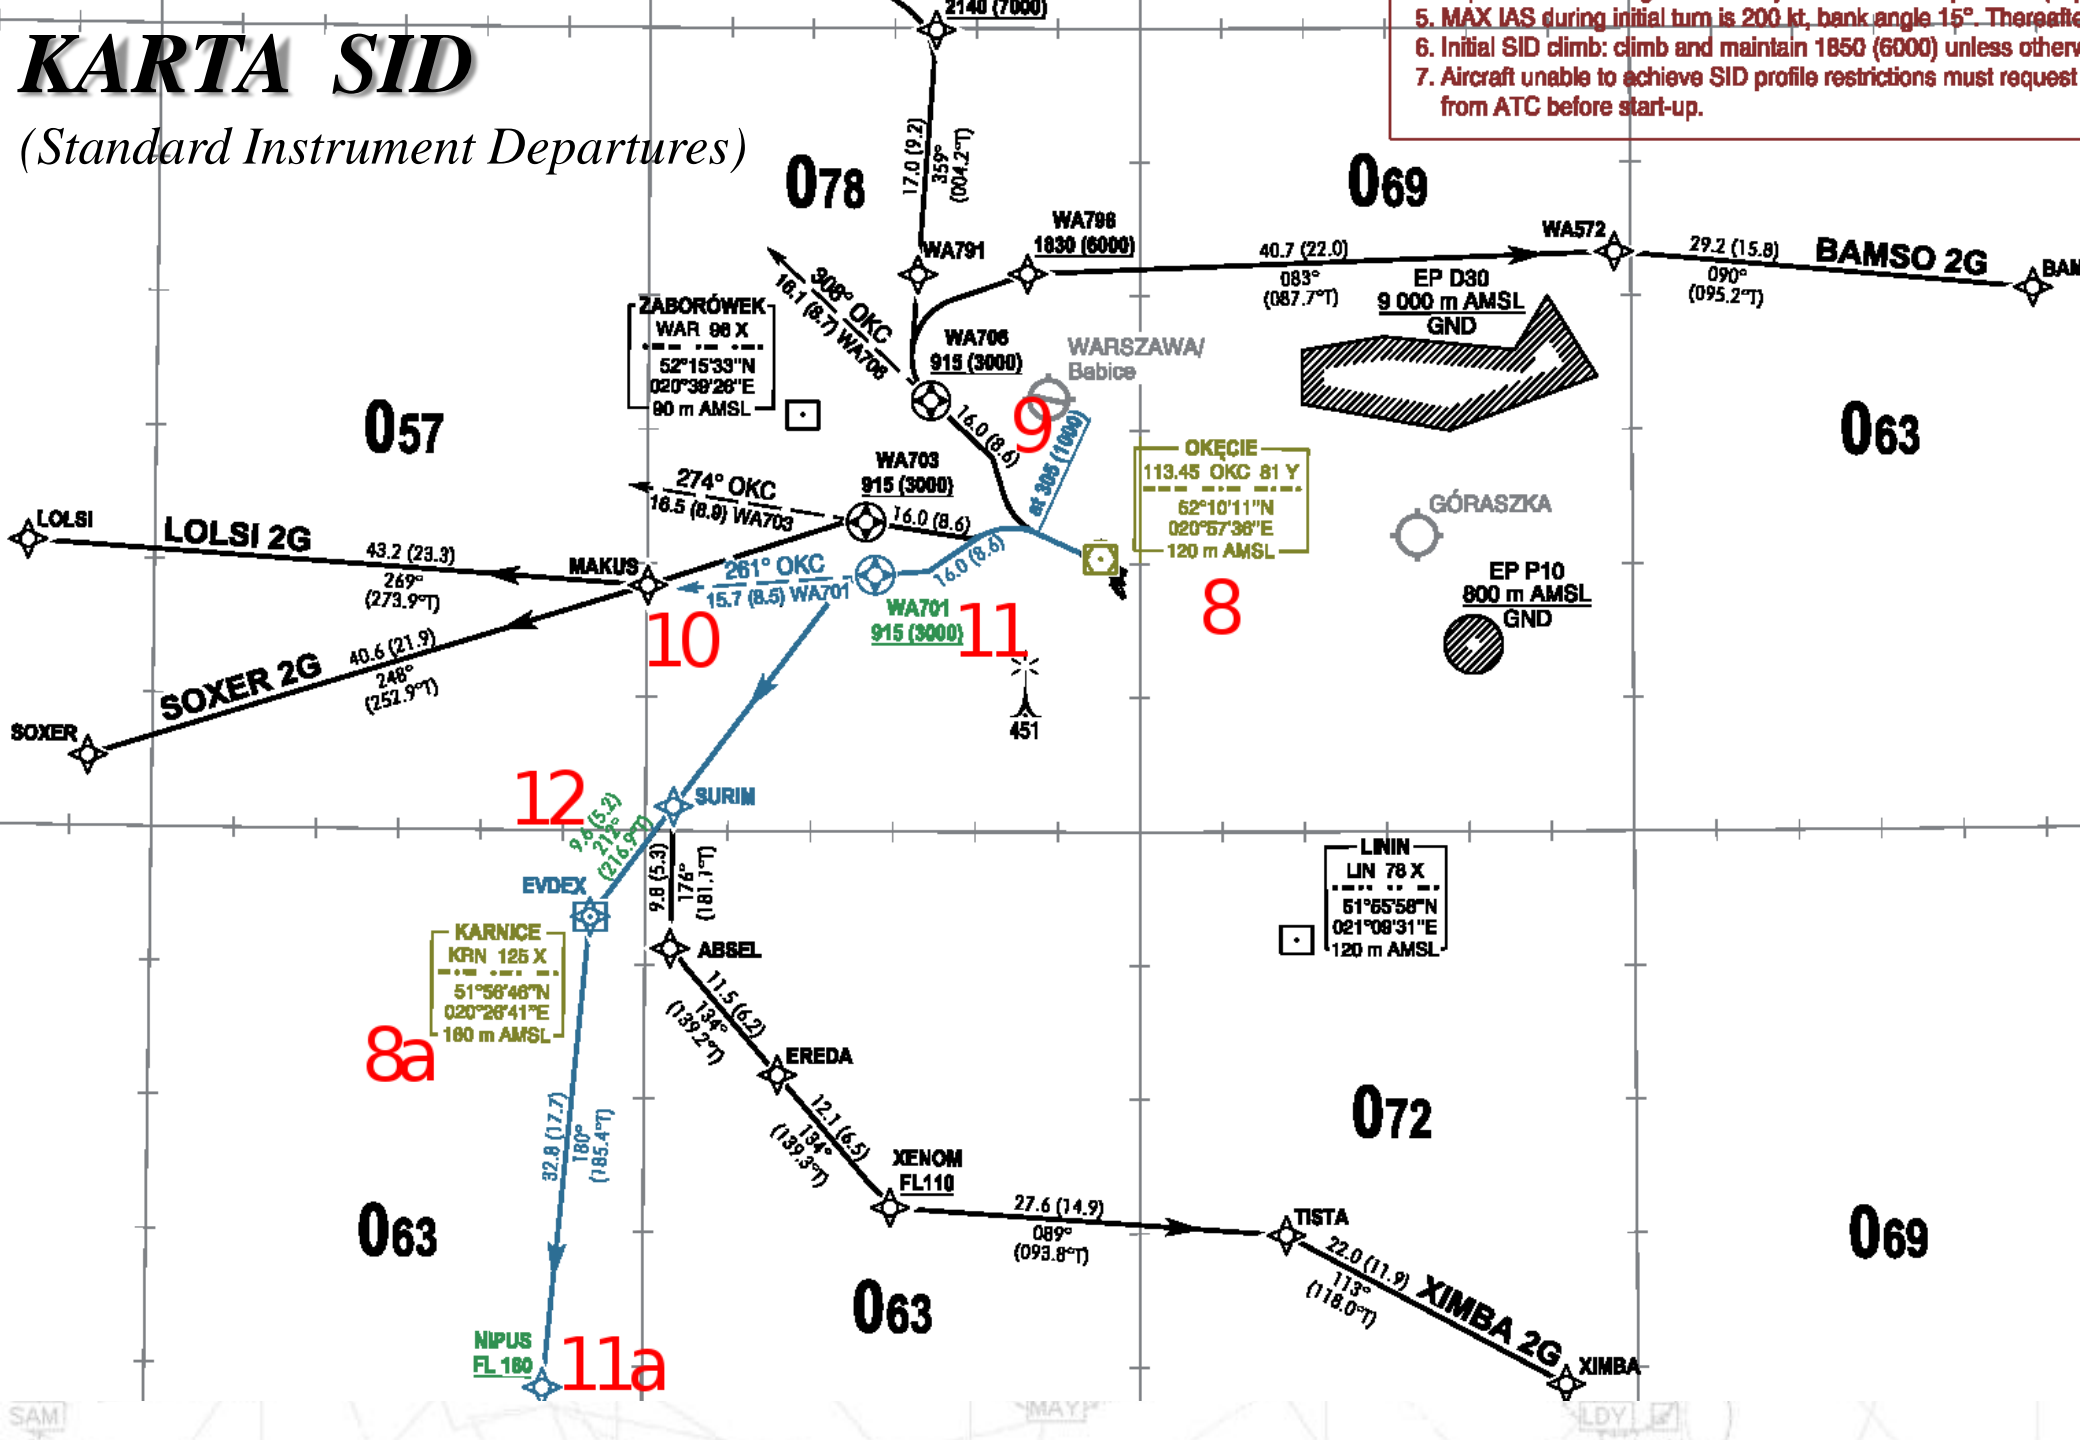 KARTA SID
(Standard Instrument Departures)
2140 (7000)
5. MAX IAS during initial turn is 200 kt, bank angle 15°. Thereafte
6. Initial SID climb: climb and maintain 1850 (6000) unless otherw
7. Aircraft unable to achieve SID profile restrictions must request
from ATC before start-up.
17.0 (9.2)
359°
(004.2°T)
078
069
WA791
WA798
1830 (6000)
40.7 (22.0)
083°
(087.7°T)
WA572
29.2 (15.8)
090°
(095.2°T)
BAMSO 2G
BAM
EP D30
9 000 m AMSL
GND
308° OKC
16.1 (8.7) WA706
ZABORÓWEK
WAR 98 X
52°15'33"N
020°39'26"E
90 m AMSL
WA706
915 (3000)
WARSZAWA/
Babice
9
16.0 (8.6)
at 305 (1000)
057
063
OKĘCIE
113.45 OKC 81 Y
52°10'11"N
020°57'36"E
120 m AMSL
GÓRASZKA
WA703
915 (3000)
274° OKC
16.5 (8.9) WA703
16.0 (8.6)
LOLSI
LOLSI 2G
43.2 (23.3)
269°
(273.9°T)
MAKUS
261° OKC
15.7 (8.5) WA701
16.0 (8.6)
WA701
915 (3000)
11
8
10
EP P10
800 m AMSL
GND
SOXER 2G
40.6 (21.9)
248°
(252.9°T)
SOXER
451
12
SURIM
9.6 (5.2)
212°
(216.9°T)
EVDEX
9.8 (5.3)
176°
(181.1°T)
LININ
LIN 78 X
51°55'58"N
021°09'31"E
120 m AMSL
KARNICE
KRN 125 X
51°56'46"N
020°26'41"E
160 m AMSL
8a
ABSEL
11.5 (6.2)
134°
(139.2°T)
EREDA
12.1 (6.5)
134°
(139.3°T)
32.8 (17.7)
180°
(185.4°T)
072
XENOM
FL110
27.6 (14.9)
089°
(093.8°T)
TISTA
22.0 (11.9)
113°
(118.0°T)
XIMBA 2G
XIMBA
063
063
069
NIPUS
FL 180
11a
SAM
MAY
LDY